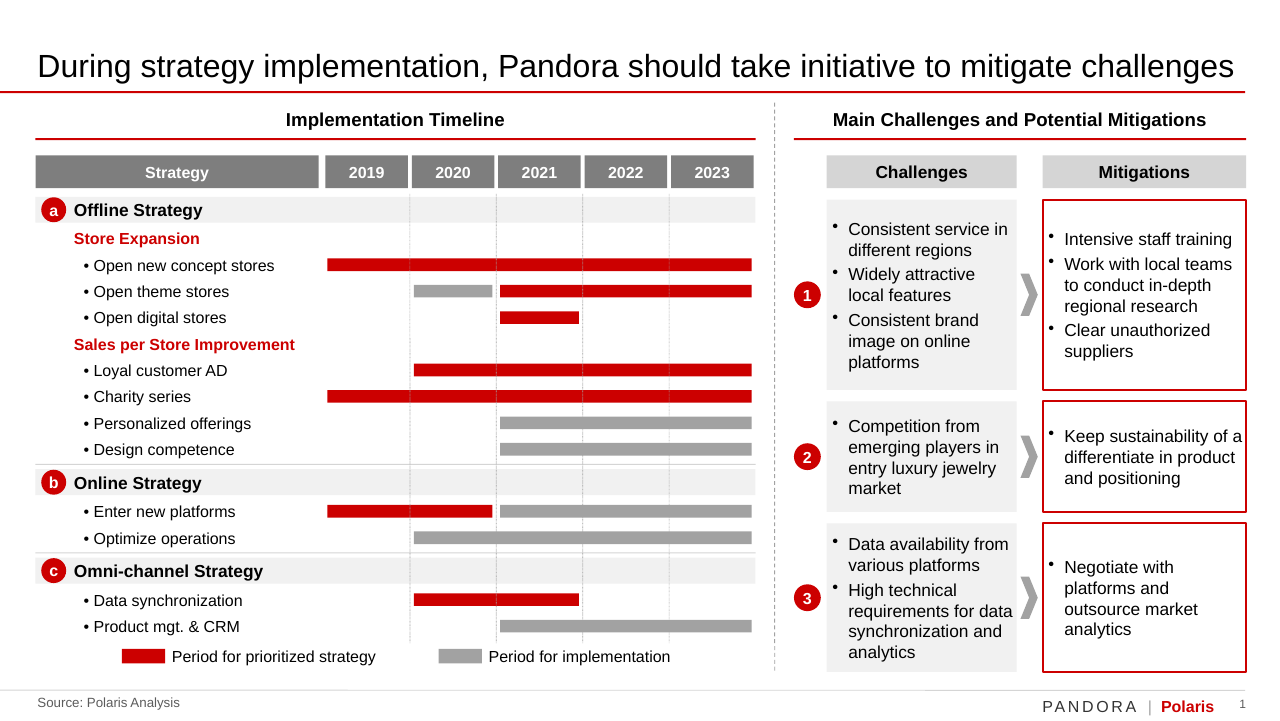 During strategy implementation, Pandora should take initiative to mitigate challenges
Implementation Timeline
Strategy 2019 2020 2021 2022 2023
a Offline Strategy
Store Expansion
• Open new concept stores
• Open theme stores
• Open digital stores
Sales per Store Improvement
• Loyal customer AD
• Charity series
• Personalized offerings
• Design competence
b Online Strategy
• Enter new platforms
• Optimize operations
c Omni-channel Strategy
• Data synchronization
• Product mgt. & CRM
Period for prioritized strategy
Period for implementation
Main Challenges and Potential Mitigations
Challenges
Mitigations
1
• Consistent service in
different regions
• Widely attractive
local features
• Consistent brand
image on online
platforms
• Intensive staff training
• Work with local teams
to conduct in-depth
regional research
• Clear unauthorized
suppliers
2
• Competition from
emerging players in
entry luxury jewelry
market
• Keep sustainability of a
differentiate in product
and positioning
3
• Data availability from
various platforms
• High technical
requirements for data
synchronization and
analytics
• Negotiate with
platforms and
outsource market
analytics
Source: Polaris Analysis
PANDORA | Polaris
1